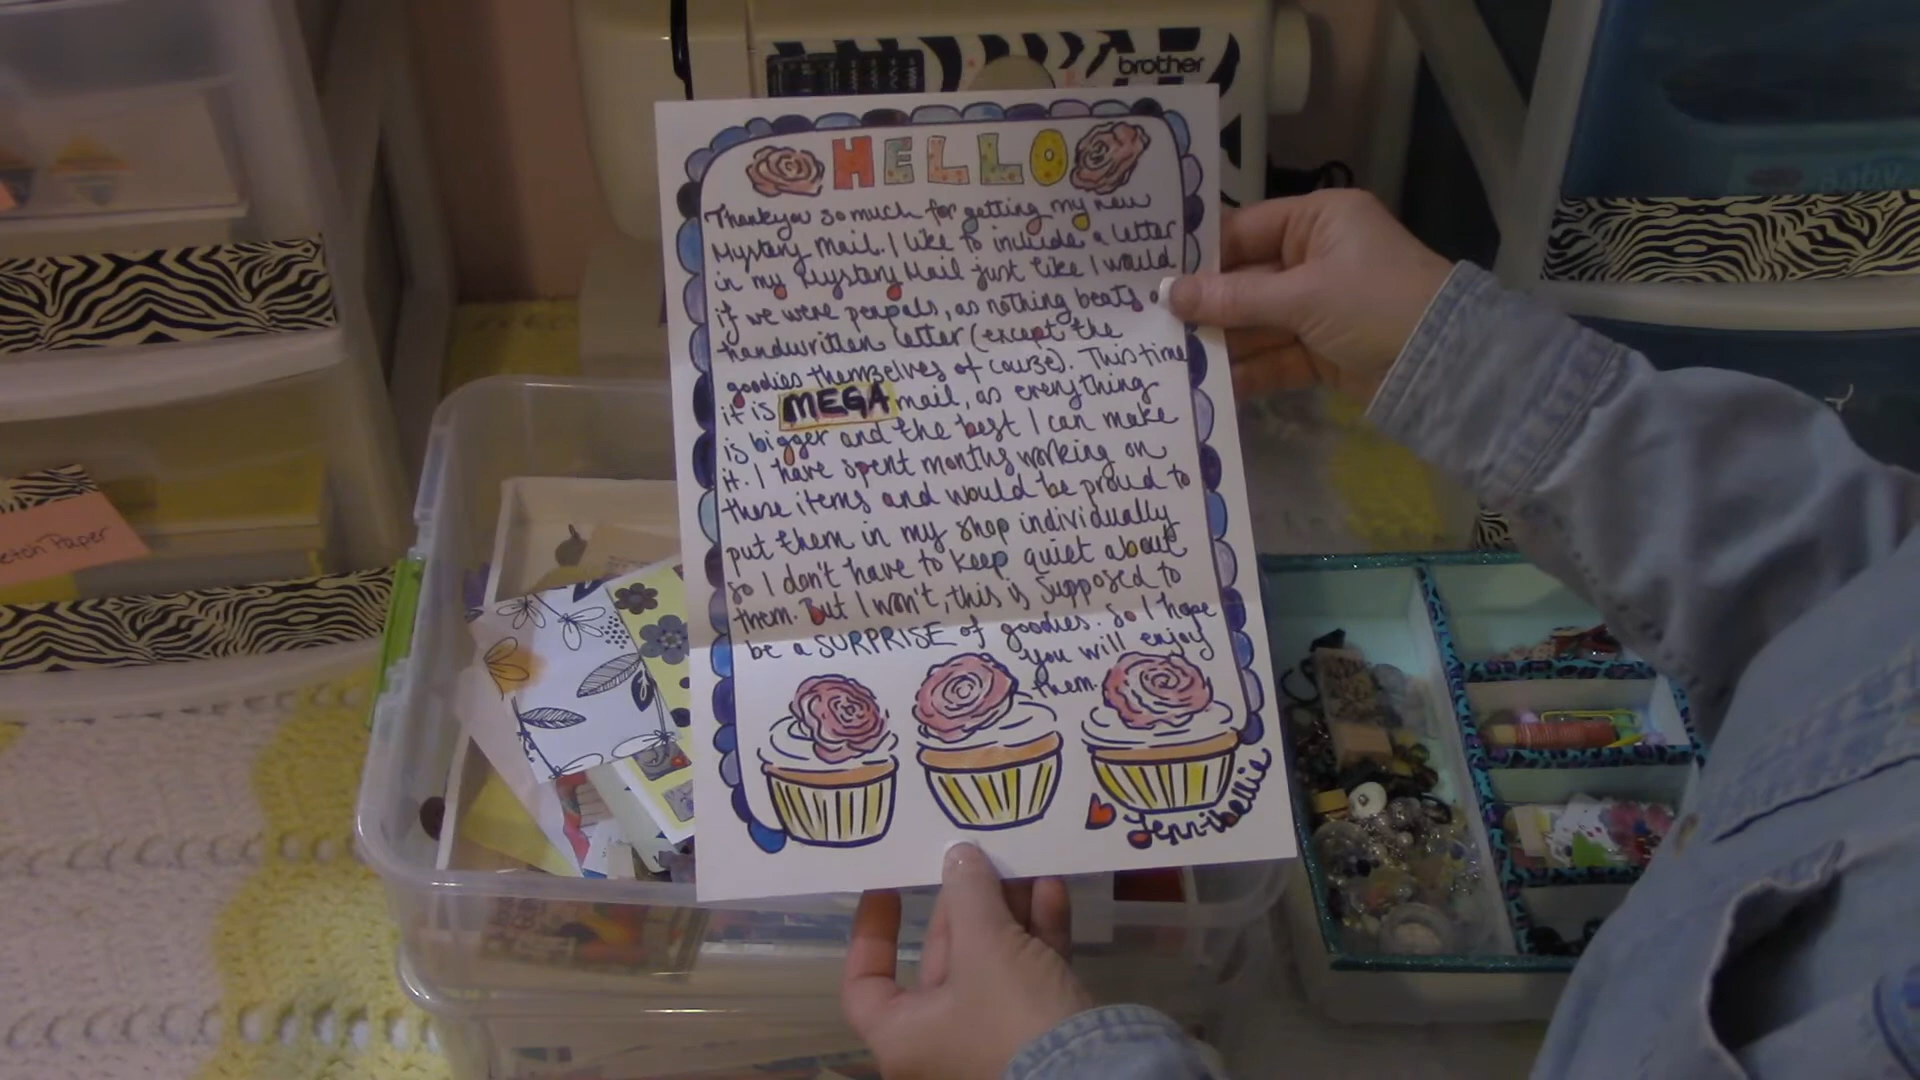 brother
HELLO
Thankyou so much for getting my new
Mystery Mail. I like to include a letter
in my Mystery Mail just like I would
if we were penpals, as nothing beats a
handwritten letter (except the
goodies themselves of course). This time
it is MEGA mail, as everything
is bigger and the best I can make
it. I have spent months working on
these items and would be proud to
put them in my shop individually
so I don't have to keep quiet about
them. But I won't, this is supposed to
be a SURPRISE of goodies. So I hope
you will enjoy
them.
Jenni-bellie
etch Paper